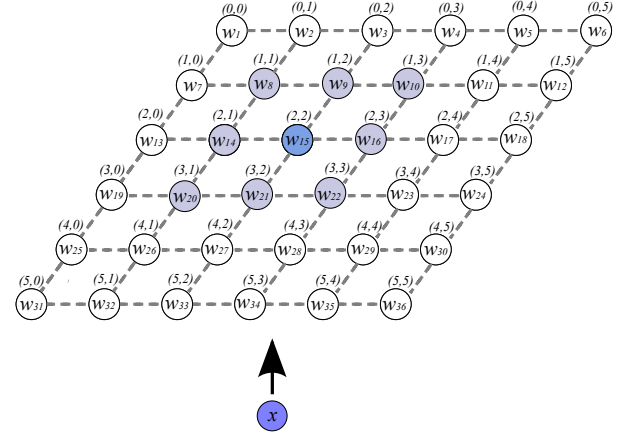 (0,0) (0,1) (0,2) (0,3) (0,4) (0,5)
w1 w2 w3 w4 w5 w6
(1,0) (1,1) (1,2) (1,3) (1,4) (1,5)
w7 w8 w9 w10 w11 w12
(2,0) (2,1) (2,2) (2,3) (2,4) (2,5)
w13 w14 w15 w16 w17 w18
(3,0) (3,1) (3,2) (3,3) (3,4) (3,5)
w19 w20 w21 w22 w23 w24
(4,0) (4,1) (4,2) (4,3) (4,4) (4,5)
w25 w26 w27 w28 w29 w30
(5,0) (5,1) (5,2) (5,3) (5,4) (5,5)
w31 w32 w33 w34 w35 w36
x